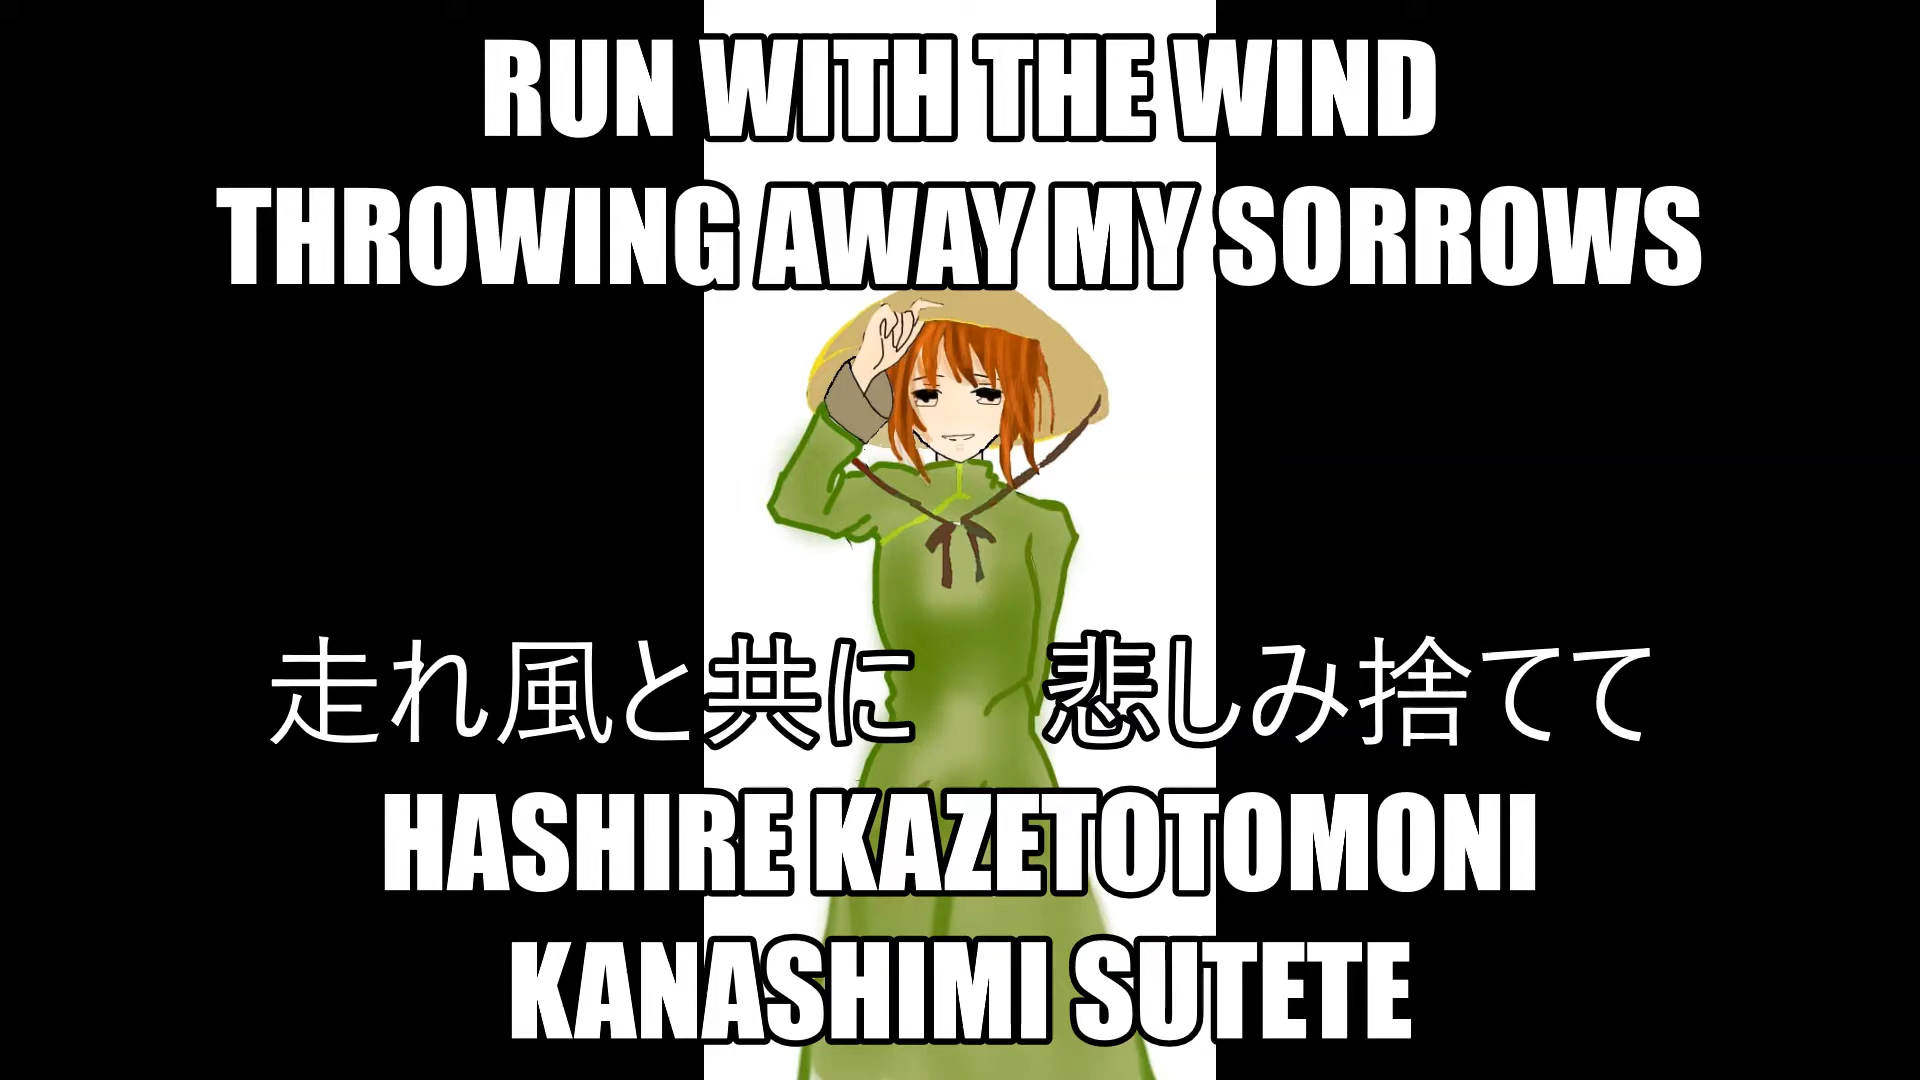 RUN WITH THE WIND
THROWING AWAY MY SORROWS
走れ風と共に　悲しみ捨てて
HASHIRE KAZETOTOMONI
KANASHIMI SUTETE